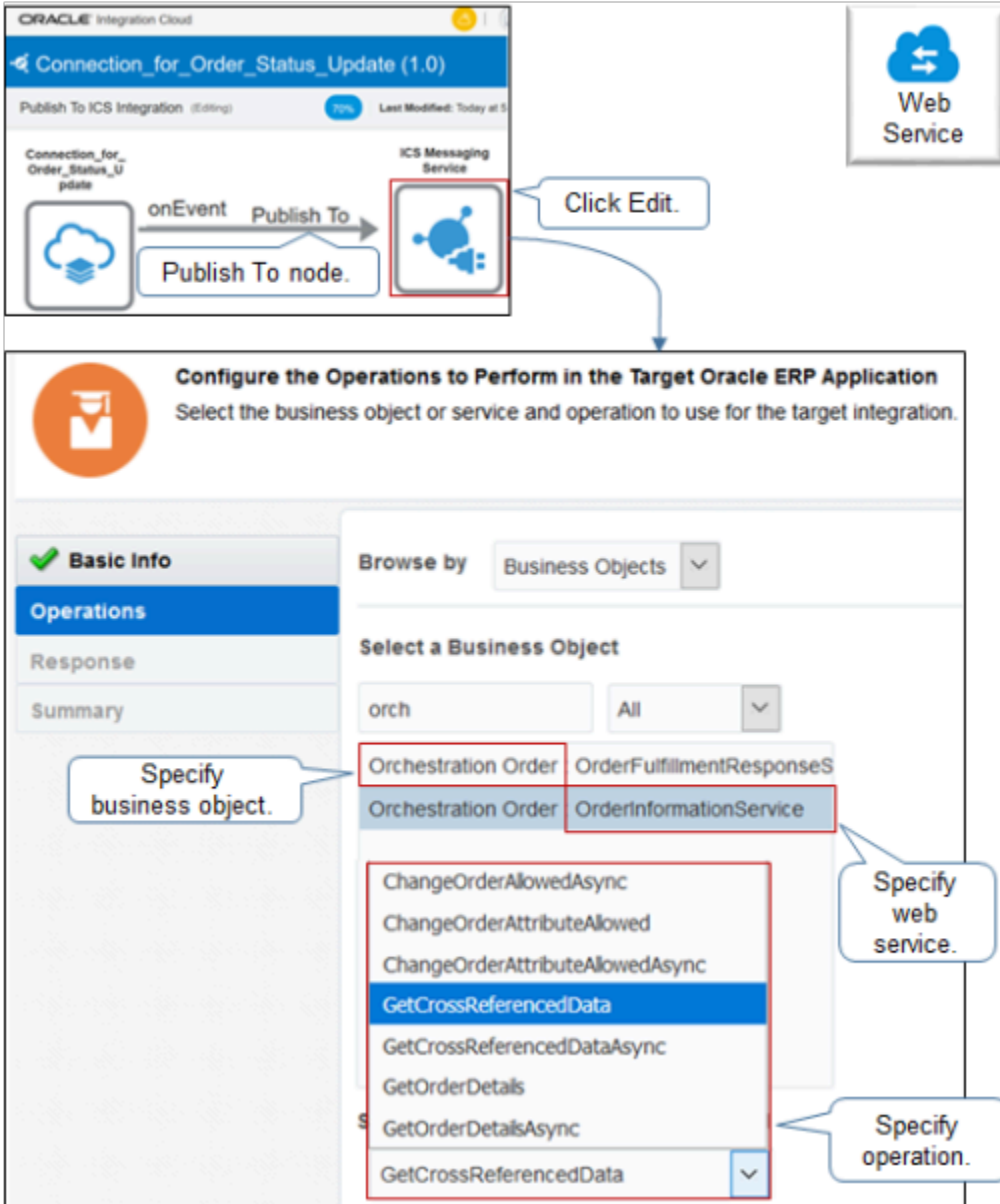 ORACLE Integration Cloud
Connection_for_Order_Status_Update (1.0)
Publish To ICS Integration (Editing)
70%
Last Modified: Today at 5
Connection_for_
Order_Status_U
pdate
ICS Messaging
Service
onEvent
Publish To
Publish To node.
Click Edit.
Web
Service
Configure the Operations to Perform in the Target Oracle ERP Application
Select the business object or service and operation to use for the target integration.
Basic Info
Operations
Response
Summary
Browse by
Business Objects
Select a Business Object
orch
All
Orchestration Order : OrderFulfillmentResponseS
Orchestration Order : OrderInformationService
Specify
business object.
Specify
web
service.
ChangeOrderAllowedAsync
ChangeOrderAttributeAllowed
ChangeOrderAttributeAllowedAsync
GetCrossReferencedData
GetCrossReferencedDataAsync
GetOrderDetails
GetOrderDetailsAsync
GetCrossReferencedData
Specify
operation.